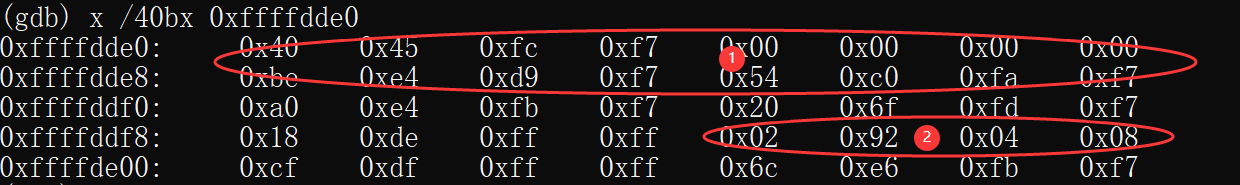 (gdb) x /40bx 0xffffdde0
0xffffdde0: 0x40 0x45 0xfc 0xf7 0x00 0x00 0x00 0x00
0xffffdde8: 0xbe 0xe4 0xd9 0xf7 0x54 0xc0 0xfa 0xf7
0xffffddf0: 0xa0 0xe4 0xfb 0xf7 0x20 0x6f 0xfd 0xf7
0xffffddf8: 0x18 0xde 0xff 0xff 0x02 0x92 0x04 0x08
0xffffde00: 0xcf 0xdf 0xff 0xff 0x6c 0xe6 0xfb 0xf7
1
2